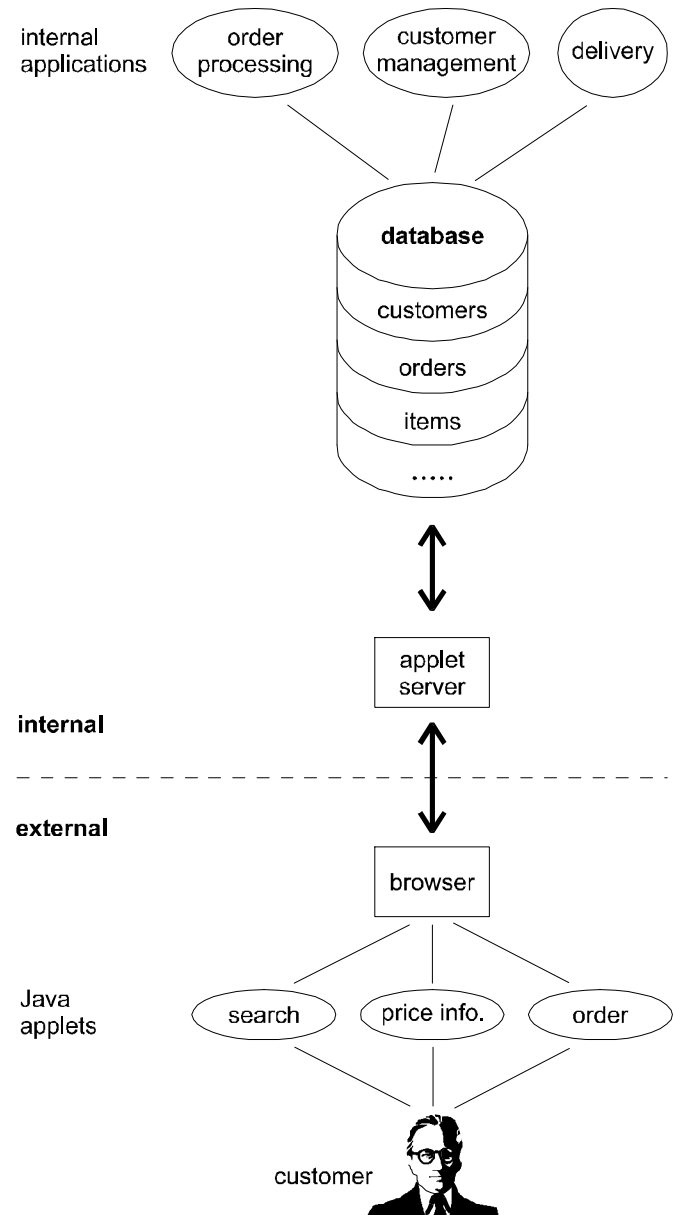 internal
applications
order
processing
customer
management
delivery
database
customers
orders
items
.....
applet
server
internal
external
browser
Java
applets
search
price info.
order
customer